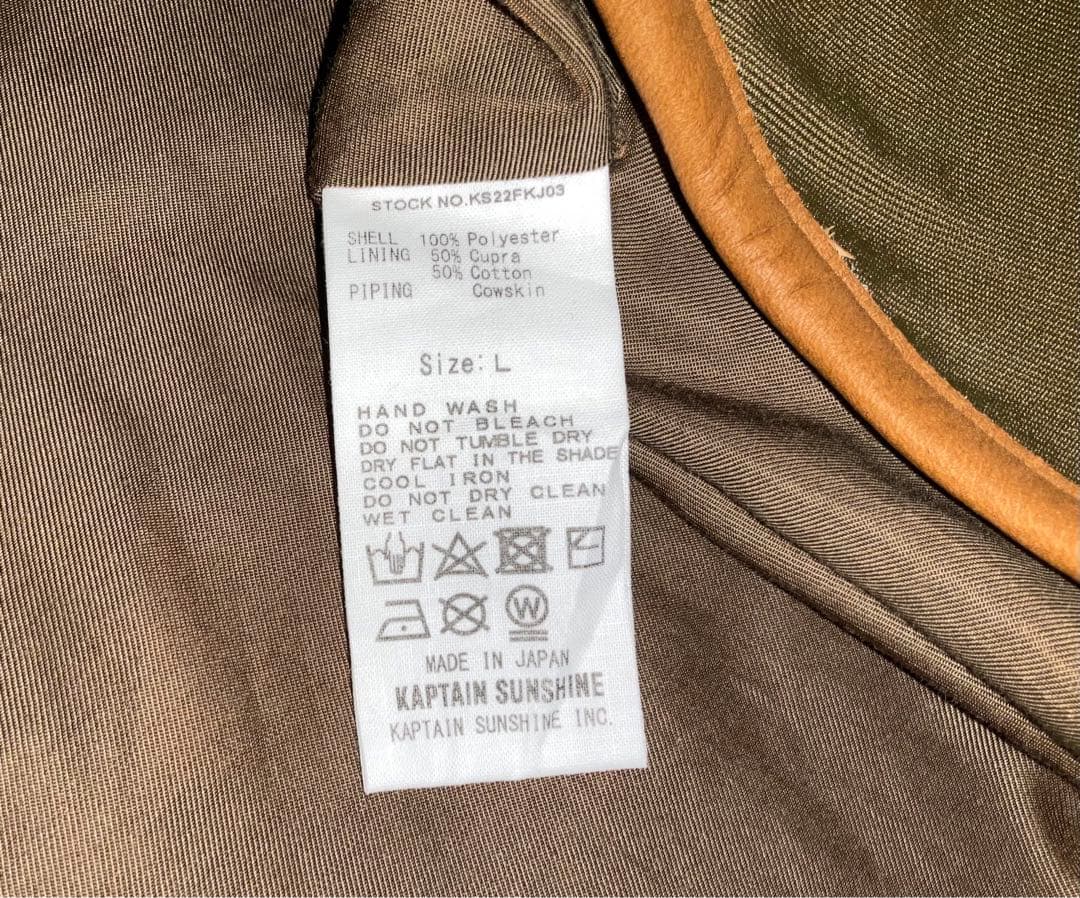 STOCK NO.KS22FKJ03
SHELL 100% Polyester
LINING 50% Cupra
50% Cotton
PIPING Cowskin
Size: L
HAND WASH
DO NOT BLEACH
DO NOT TUMBLE DRY
DRY FLAT IN THE SHADE
COOL IRON
DO NOT DRY CLEAN
WET CLEAN
W
MADE IN JAPAN
KAPTAIN SUNSHINE
KAPTAIN SUNSHINE INC.